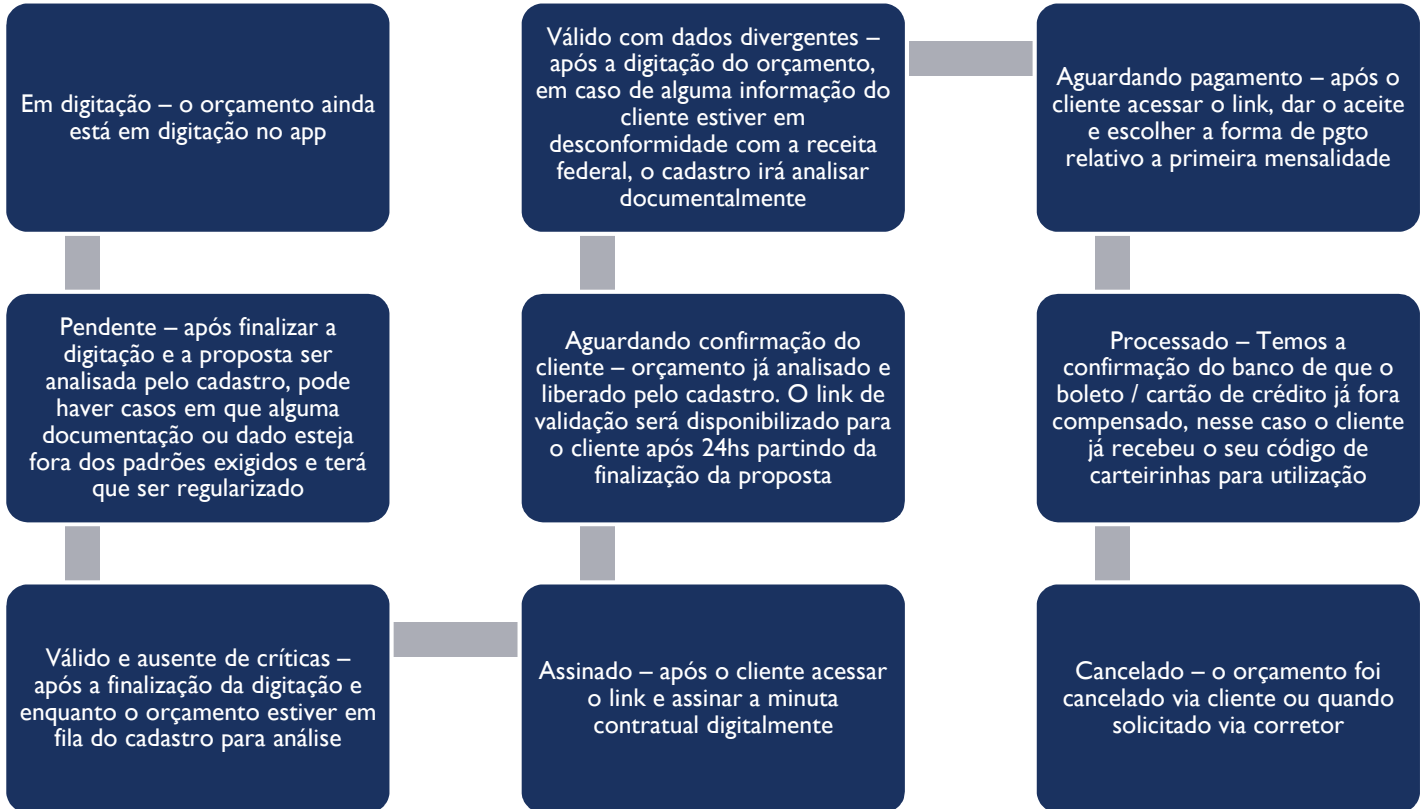 Em digitação – o orçamento ainda
está em digitação no app
Pendente – após finalizar a
digitação e a proposta ser
analisada pelo cadastro, pode
haver casos em que alguma
documentação ou dado esteja
fora dos padrões exigidos e terá
que ser regularizado
Válido e ausente de críticas –
após a finalização da digitação e
enquanto o orçamento estiver em
fila do cadastro para análise
Assinado – após o cliente acessar
o link e assinar a minuta
contratual digitalmente
Aguardando confirmação do
cliente – orçamento já analisado e
liberado pelo cadastro. O link de
validação será disponibilizado para
o cliente após 24hs partindo da
finalização da proposta
Válido com dados divergentes –
após a digitação do orçamento,
em caso de alguma informação do
cliente estiver em
desconformidade com a receita
federal, o cadastro irá analisar
documentalmente
Aguardando pagamento – após o
cliente acessar o link, dar o aceite
e escolher a forma de pgto
relativo a primeira mensalidade
Processado – Temos a
confirmação do banco de que o
boleto / cartão de crédito já fora
compensado, nesse caso o cliente
já recebeu o seu código de
carteirinhas para utilização
Cancelado – o orçamento foi
cancelado via cliente ou quando
solicitado via corretor